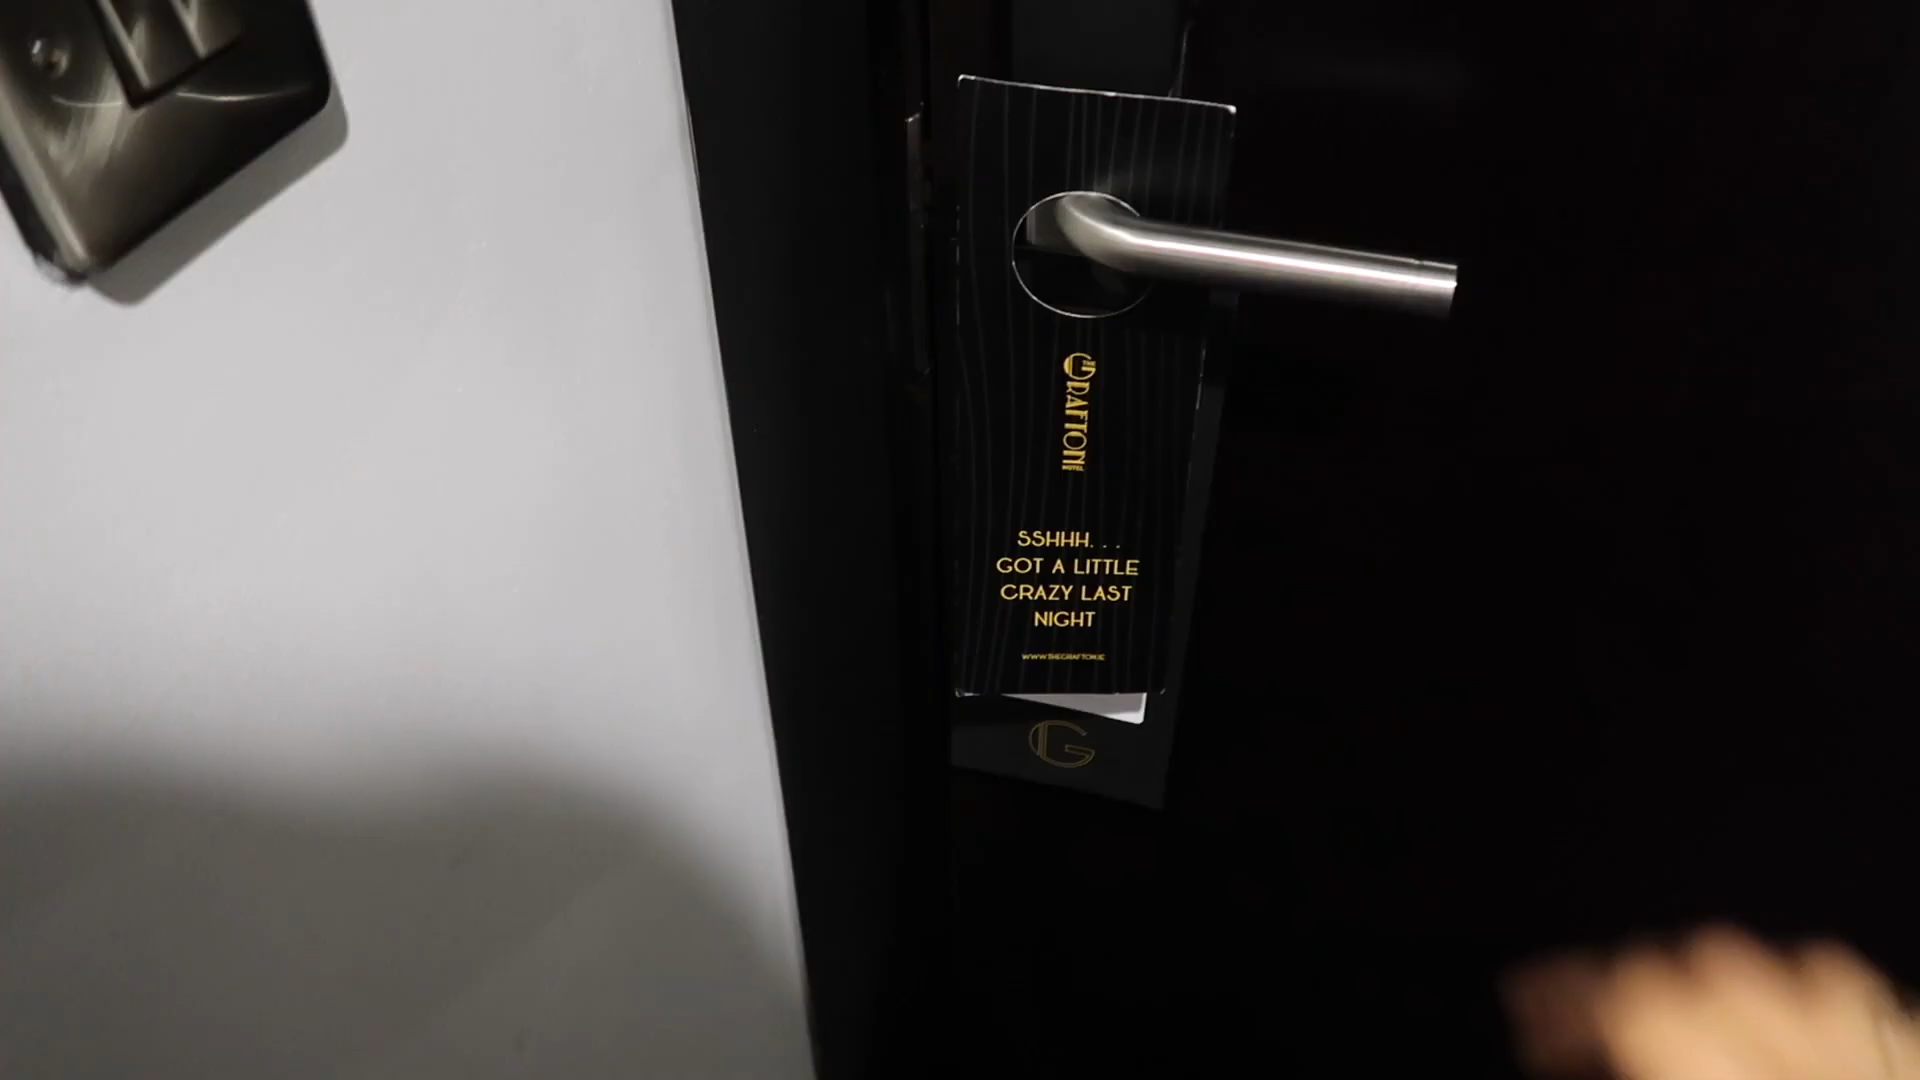 THE GRAFTON
HOTEL
SSHHH...
GOT A LITTLE
CRAZY LAST
NIGHT
WWW.THEGRAFTON.IE
G